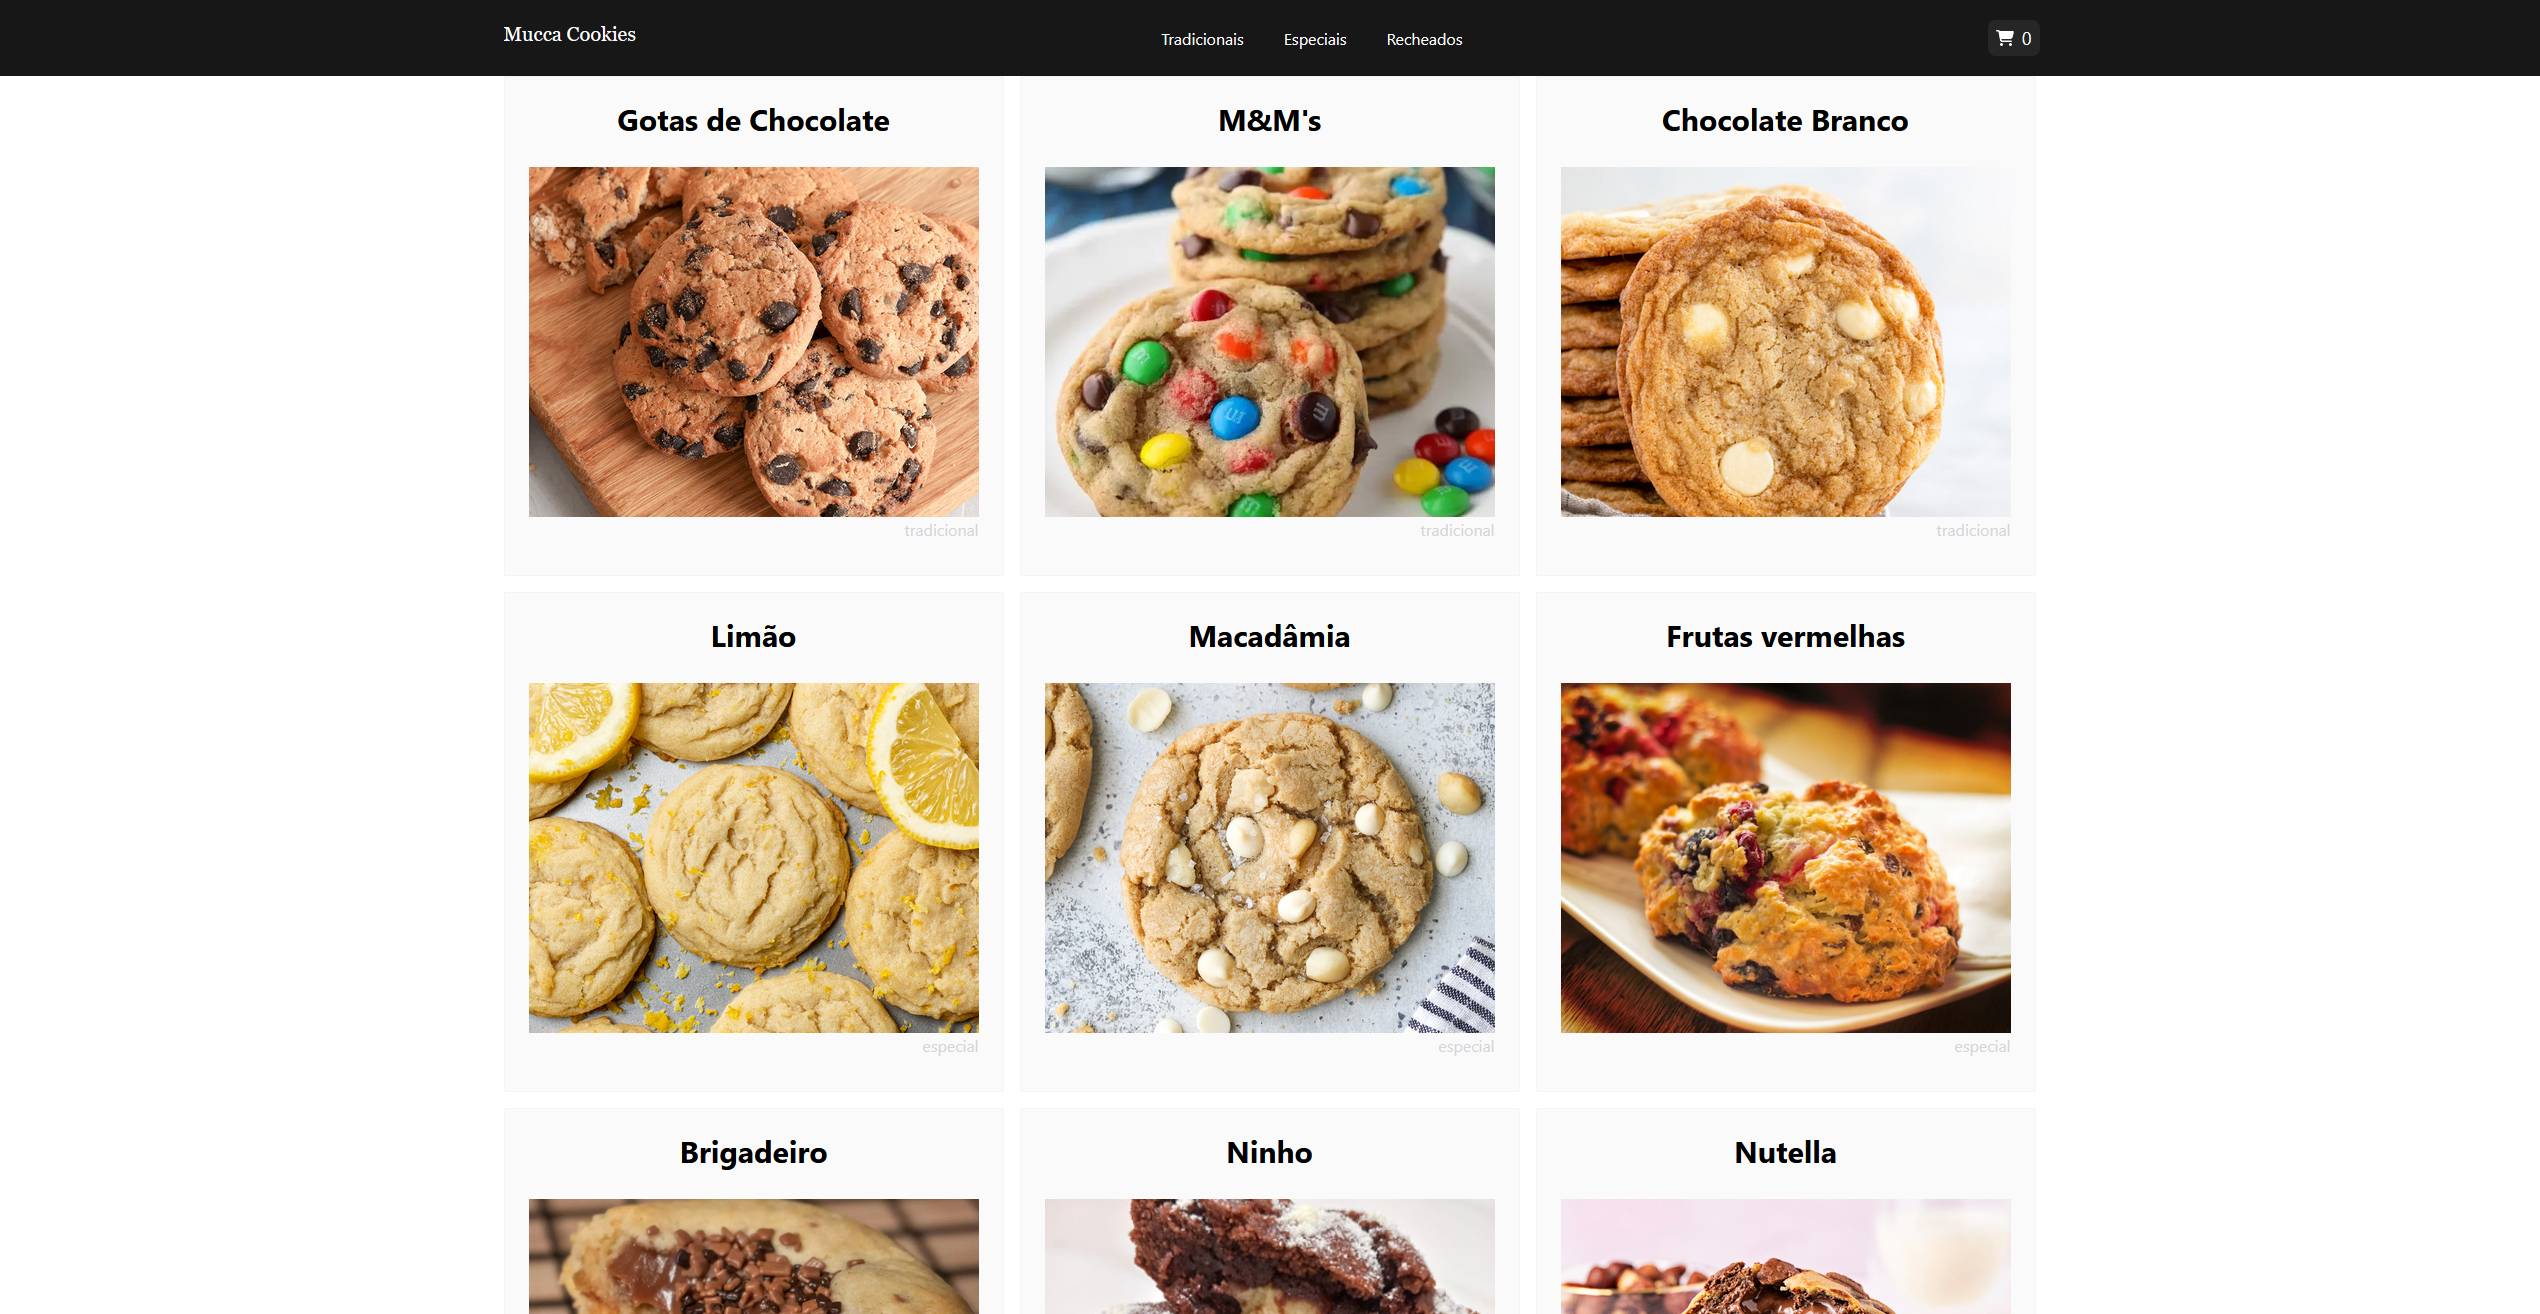 Mucca Cookies
Tradicionais Especiais Recheados
0
Gotas de Chocolate
M&M's
Chocolate Branco
tradicional
tradicional
tradicional
Limão
Macadâmia
Frutas vermelhas
especial
especial
especial
Brigadeiro
Ninho
Nutella